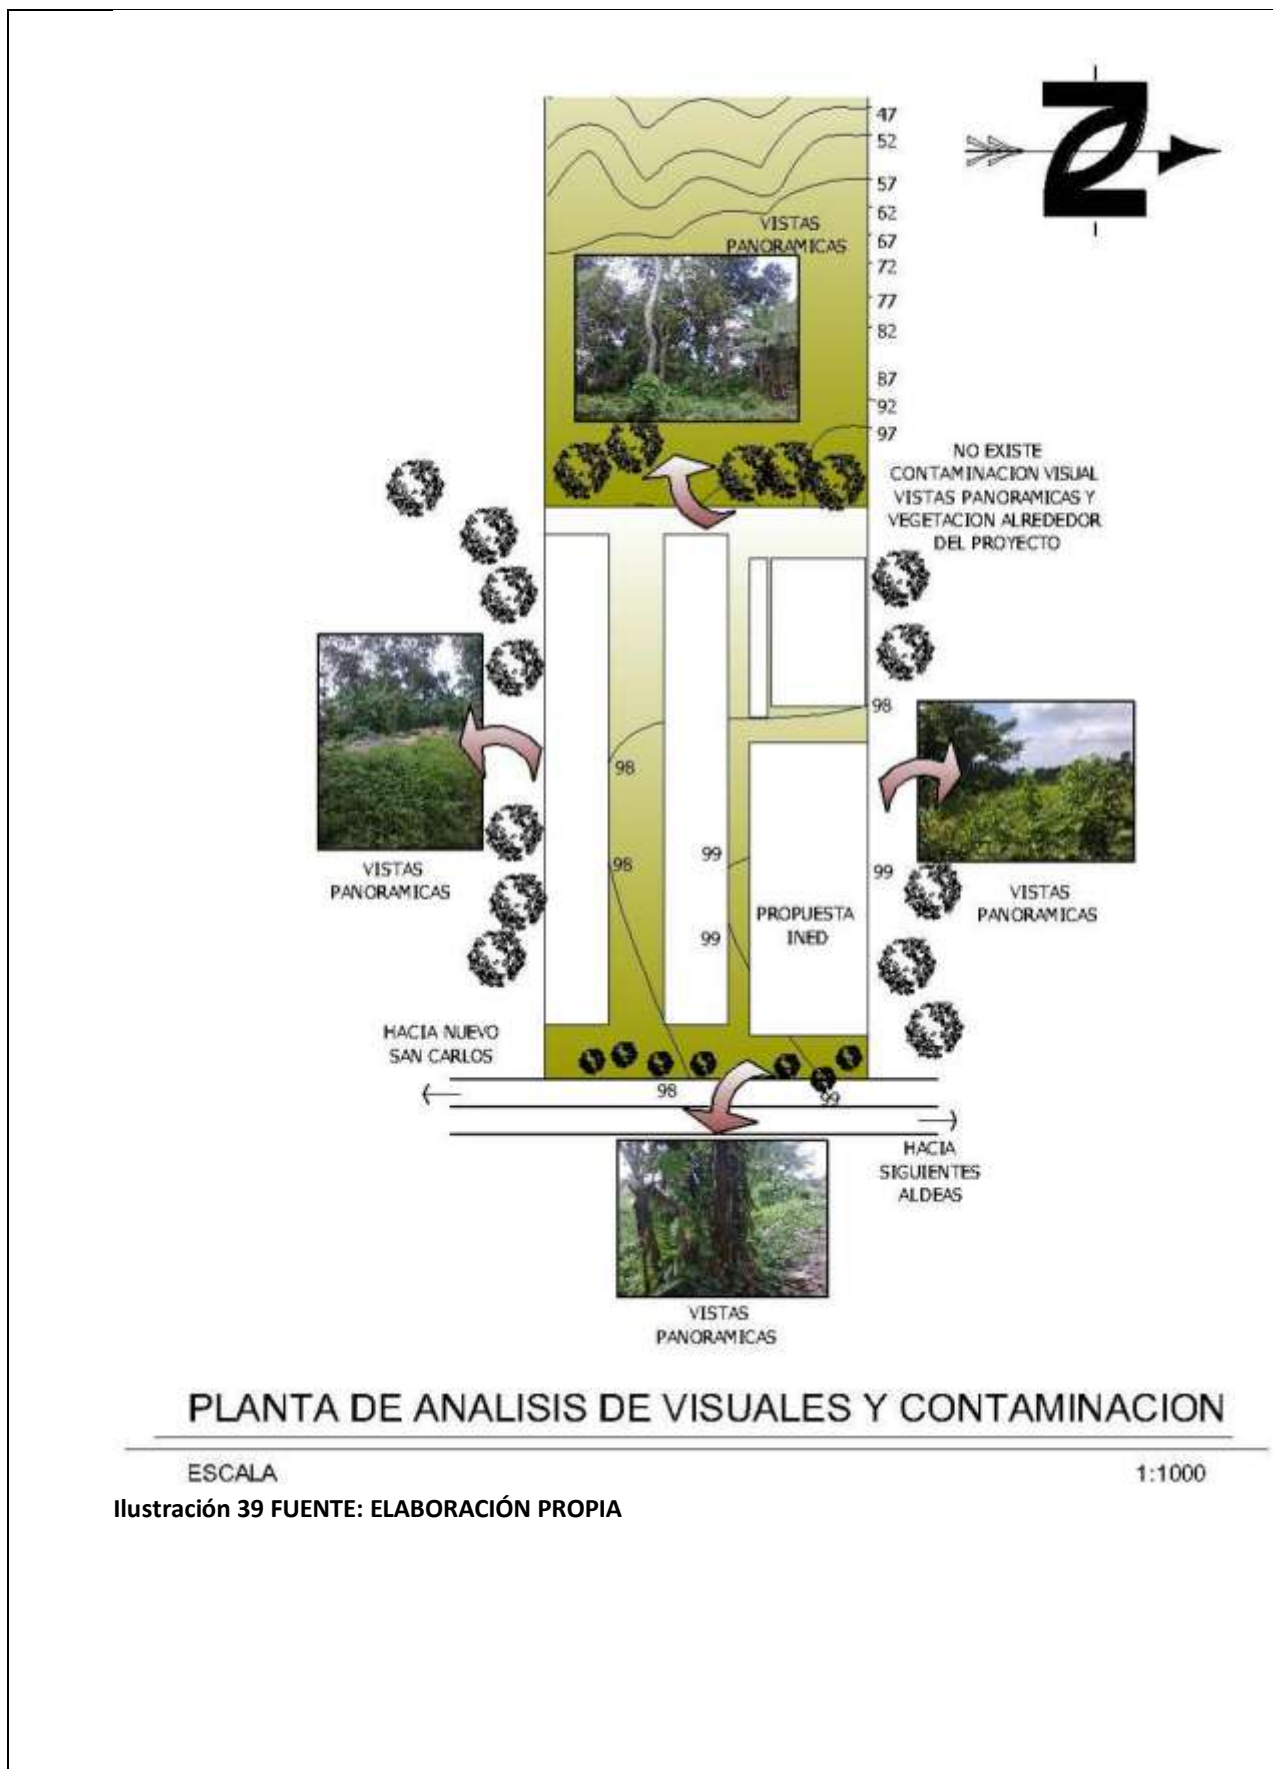 47
52
57
62
67
72
77
82
87
92
97
VISTAS
PANORAMICAS
NO EXISTE
CONTAMINACION VISUAL
VISTAS PANORAMICAS Y
VEGETACION ALREDEDOR
DEL PROYECTO
98
98
98
99
99
99
VISTAS
PANORAMICAS
PROPUESTA
INED
VISTAS
PANORAMICAS
HACIA NUEVO
SAN CARLOS
98
99
HACIA
SIGUIENTES
ALDEAS
VISTAS
PANORAMICAS
PLANTA DE ANALISIS DE VISUALES Y CONTAMINACION
ESCALA 1:1000
Ilustración 39 FUENTE: ELABORACIÓN PROPIA